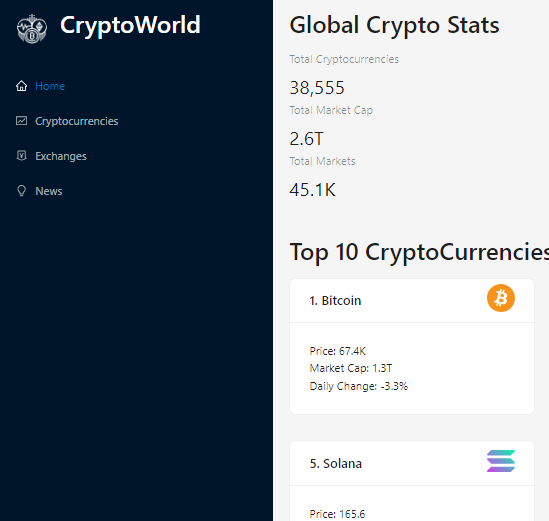 CryptoWorld
Home
Cryptocurrencies
Exchanges
News
Global Crypto Stats
Total Cryptocurrencies
38,555
Total Market Cap
2.6T
Total Markets
45.1K
Top 10 CryptoCurrencies
1. Bitcoin
Price: 67.4K
Market Cap: 1.3T
Daily Change: -3.3%
5. Solana
Price: 165.6